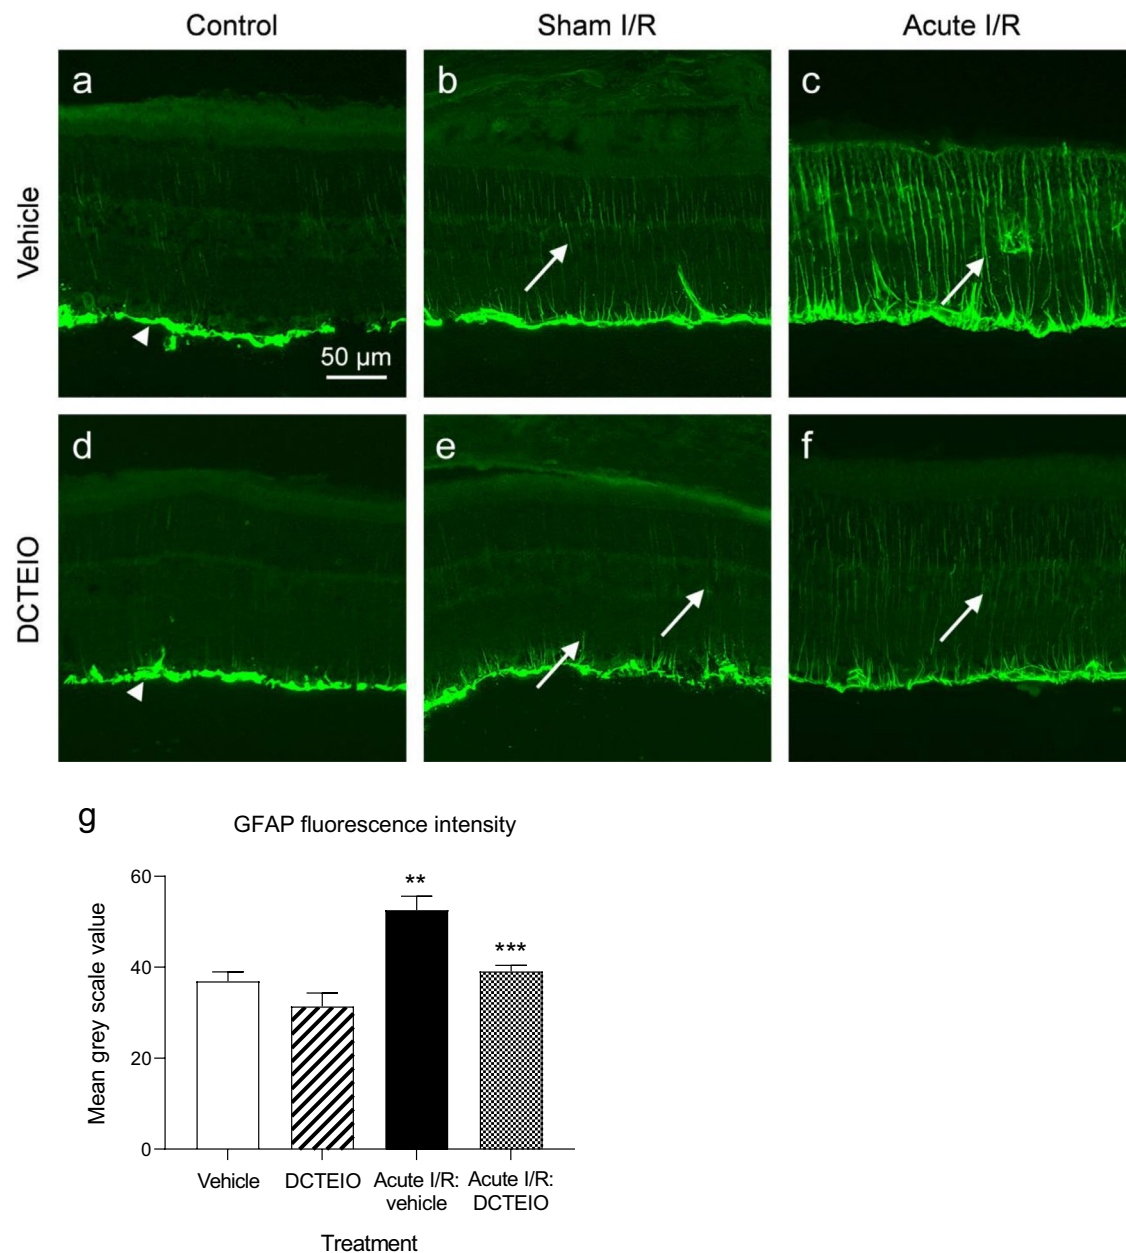 Control
Sham I/R
Acute I/R
Vehicle
a
b
c
50 µm
DCTEIO
d
e
f
g
GFAP fluorescence intensity
Mean grey scale value
60
40
20
0
**
***
Vehicle
DCTEIO
Acute I/R:
vehicle
Acute I/R:
DCTEIO
Treatment